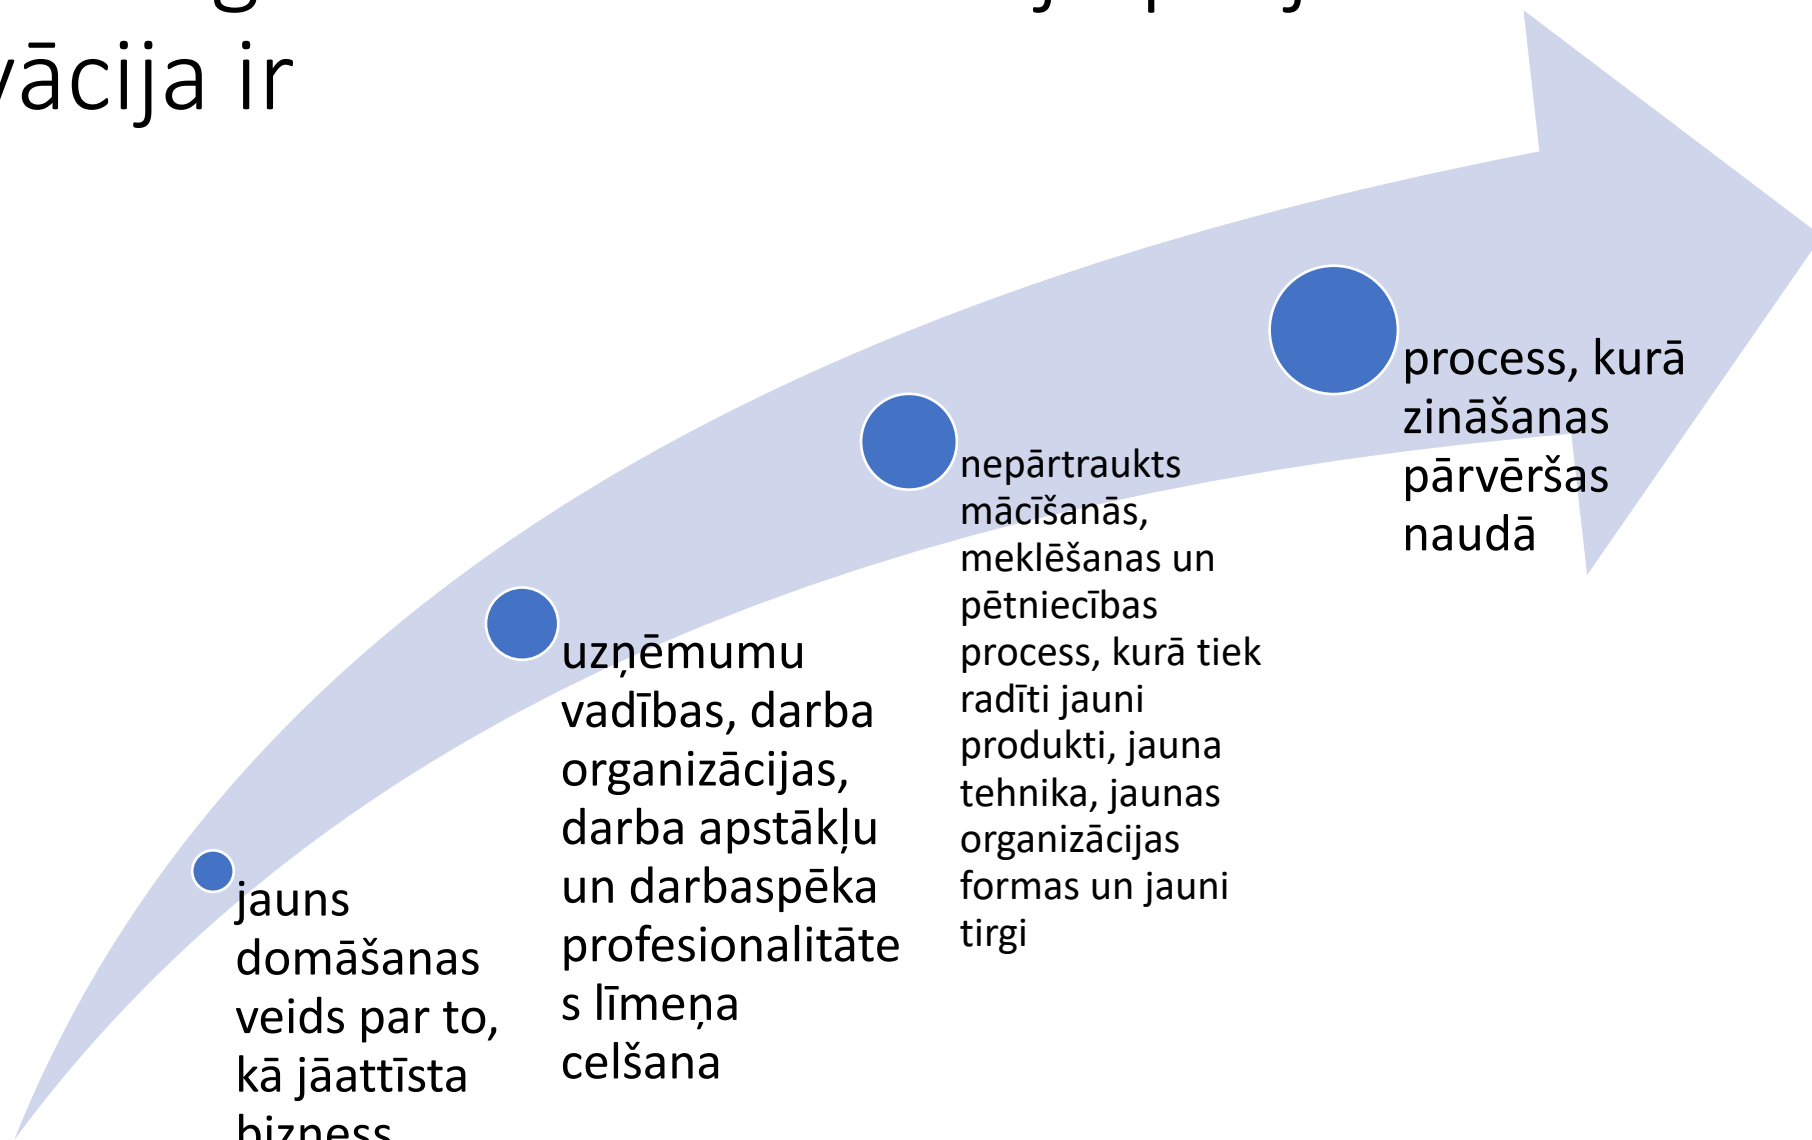 vācija ir
jauns
domāšanas
veids par to,
kā jāattīsta
bizness
uzņēmumu
vadības, darba
organizācijas,
darba apstākļu
un darbaspēka
profesionalitāte
s līmeņa
celšana
nepārtraukts
mācīšanās,
meklēšanas un
pētniecības
process, kurā tiek
radīti jauni
produkti, jauna
tehnika, jaunas
organizācijas
formas un jauni
tirgi
process, kurā
zināšanas
pārvēršas
naudā